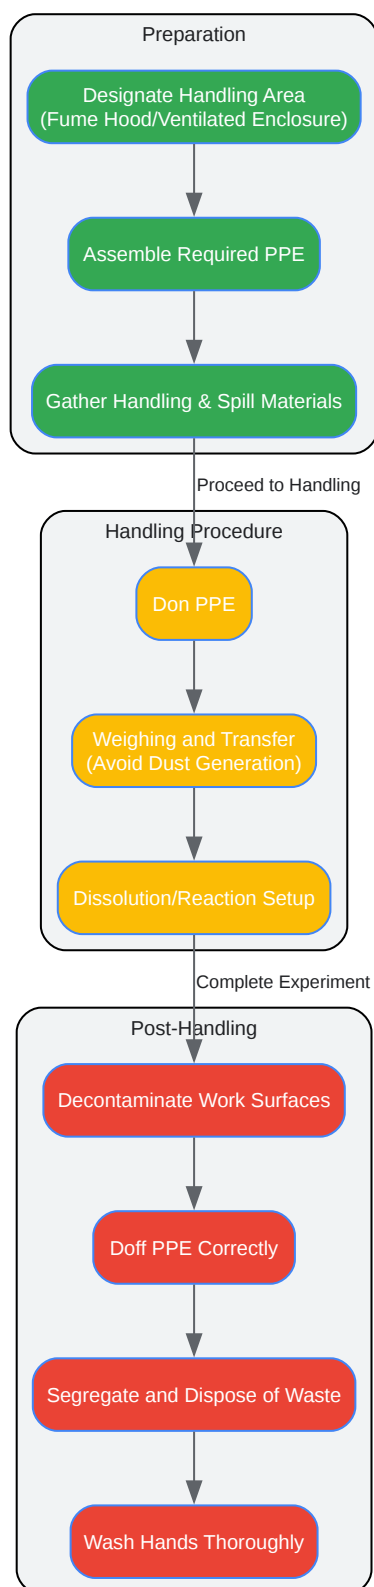 Preparation
Designate Handling Area
(Fume Hood/Ventilated Enclosure)
Assemble Required PPE
Gather Handling & Spill Materials
Proceed to Handling
Handling Procedure
Don PPE
Weighing and Transfer
(Avoid Dust Generation)
Dissolution/Reaction Setup
Complete Experiment
Post-Handling
Decontaminate Work Surfaces
Doff PPE Correctly
Segregate and Dispose of Waste
Wash Hands Thoroughly